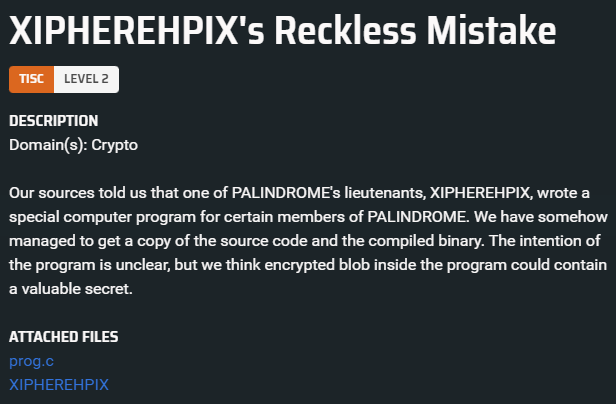 XIPHEREHPIX's Reckless Mistake
TISC LEVEL 2
DESCRIPTION
Domain(s): Crypto
Our sources told us that one of PALINDROME's lieutenants, XIPHEREHPIX, wrote a
special computer program for certain members of PALINDROME. We have somehow
managed to get a copy of the source code and the compiled binary. The intention of
the program is unclear, but we think encrypted blob inside the program could contain
a valuable secret.
ATTACHED FILES
prog.c
XIPHEREHPIX